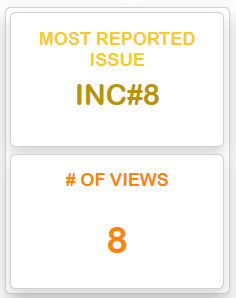 MOST REPORTED
ISSUE
INC#8
# OF VIEWS
8